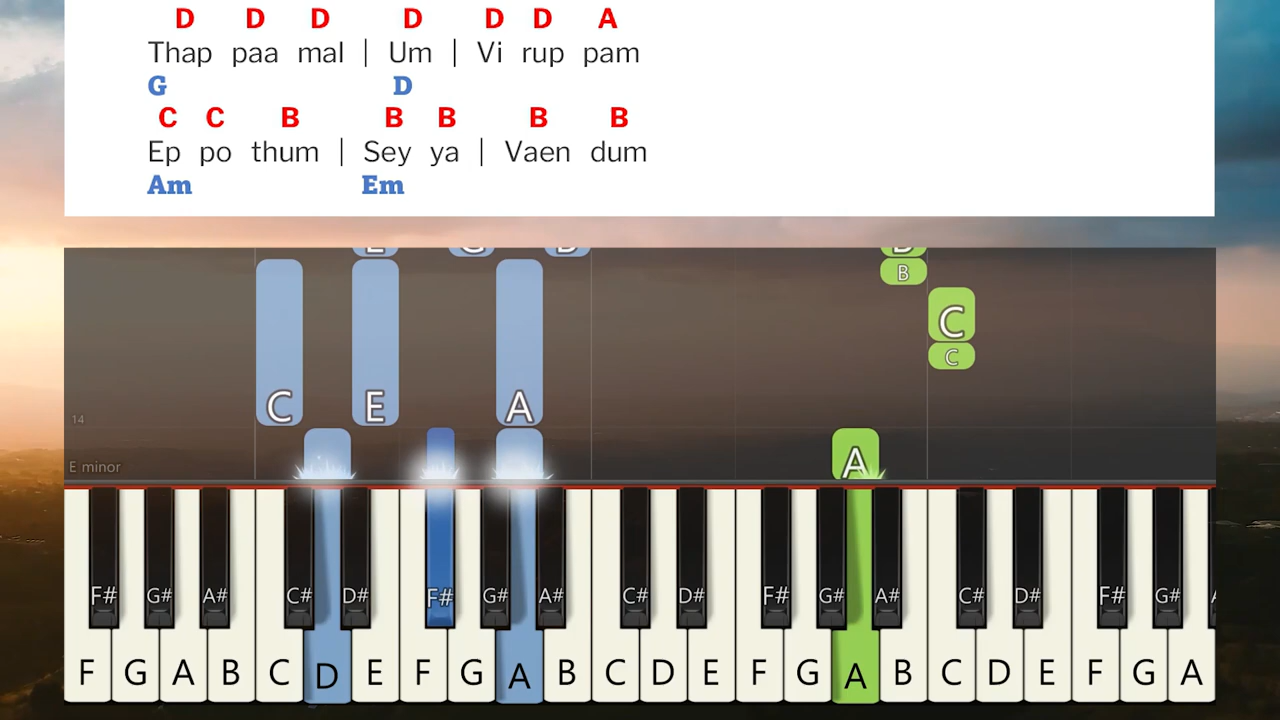 D D D D D D A
Thap paa mal | Um | Vi rup pam
G D
C C B B B B B
Ep po thum | Sey ya | Vaen dum
Am Em
B
C
C
C E A
14
A
E minor
F# G# A# C# D# F# G# A# C# D# F# G# A# C# D# F# G#
F G A B C D E F G A B C D E F G A B C D E F G A